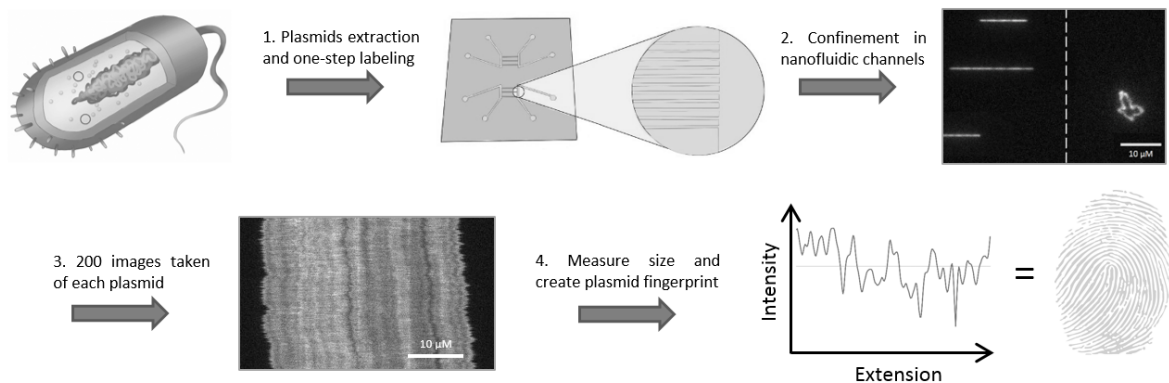 1. Plasmids extraction
and one-step labeling
2. Confinement in
nanofluidic channels
10 µM
3. 200 images taken
of each plasmid
10 µM
4. Measure size and
create plasmid fingerprint
Intensity
Extension
=